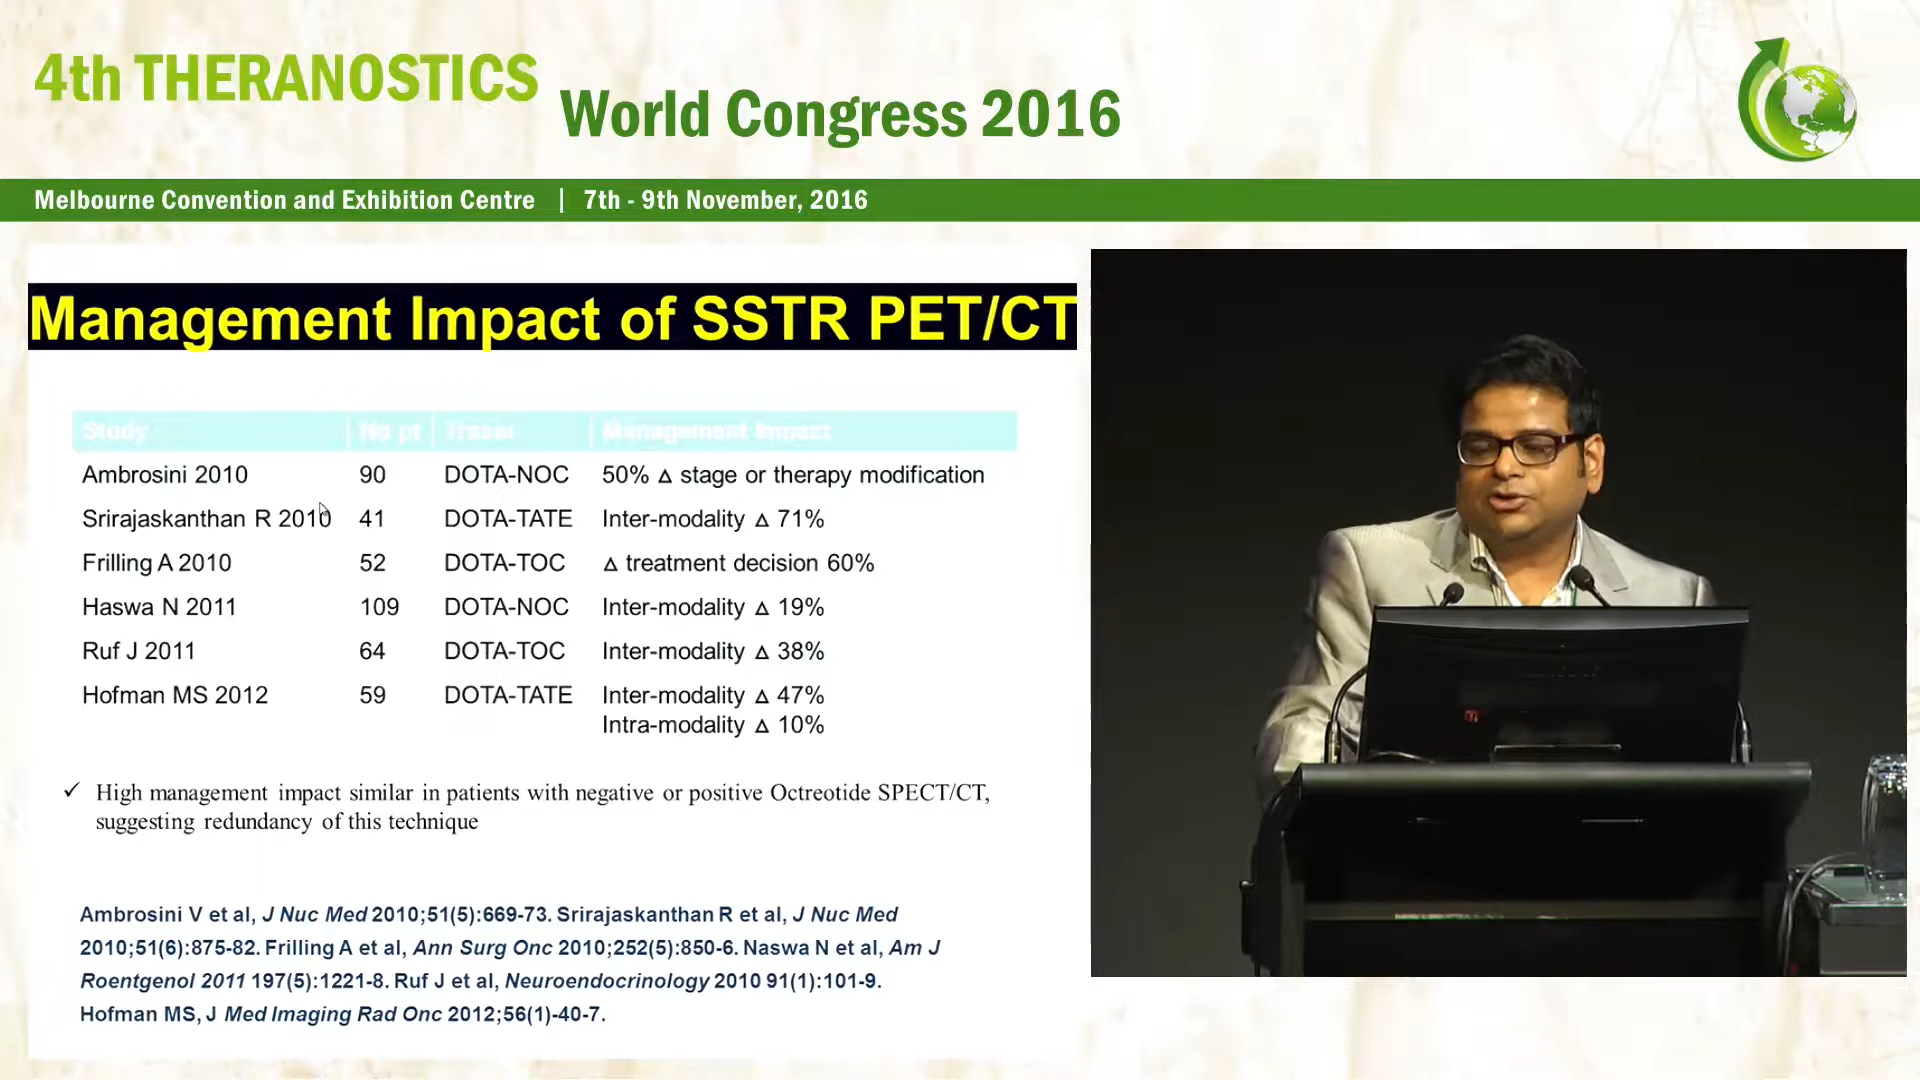 4th THERANOSTICS
World Congress 2016
Melbourne Convention and Exhibition Centre | 7th - 9th November, 2016
Management Impact of SSTR PET/CT
Study No pt Tracer Management Impact
Ambrosini 2010 90 DOTA-NOC 50% Δ stage or therapy modification
Srirajaskanthan R 2010 41 DOTA-TATE Inter-modality Δ 71%
Frilling A 2010 52 DOTA-TOC Δ treatment decision 60%
Haswa N 2011 109 DOTA-NOC Inter-modality Δ 19%
Ruf J 2011 64 DOTA-TOC Inter-modality Δ 38%
Hofman MS 2012 59 DOTA-TATE Inter-modality Δ 47%
Intra-modality Δ 10%
✓ High management impact similar in patients with negative or positive Octreotide SPECT/CT,
suggesting redundancy of this technique
Ambrosini V et al, J Nuc Med 2010;51(5):669-73. Srirajaskanthan R et al, J Nuc Med
2010;51(6):875-82. Frilling A et al, Ann Surg Onc 2010;252(5):850-6. Naswa N et al, Am J
Roentgenol 2011 197(5):1221-8. Ruf J et al, Neuroendocrinology 2010 91(1):101-9.
Hofman MS, J Med Imaging Rad Onc 2012;56(1)-40-7.